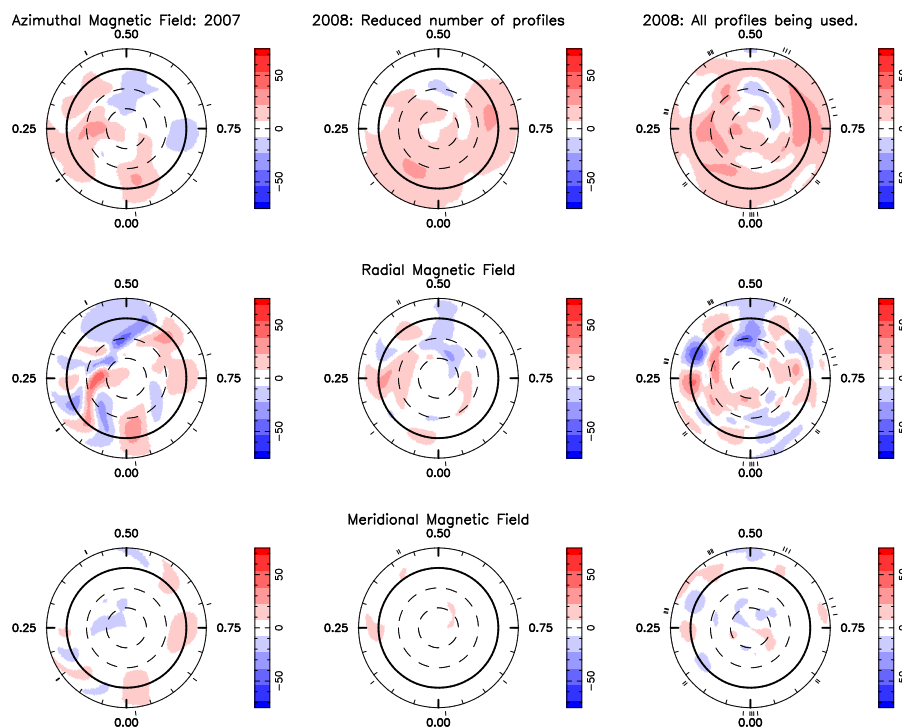 Azimuthal Magnetic Field: 2007 2008: Reduced number of profiles 2008: All profiles being used.
0.50 0.50 0.50
0.25 0.75 0.25 0.75 0.25 0.75
50 0 −50 50 0 −50 50 0 −50
0.00 0.00 0.00
Radial Magnetic Field
0.50 0.50 0.50
0.25 0.75 0.25 0.75 0.25 0.75
50 0 −50 50 0 −50 50 0 −50
0.00 0.00 0.00
Meridional Magnetic Field
0.50 0.50 0.50
0.25 0.75 0.25 0.75 0.25 0.75
50 0 −50 50 0 −50 50 0 −50
0.00 0.00 0.00